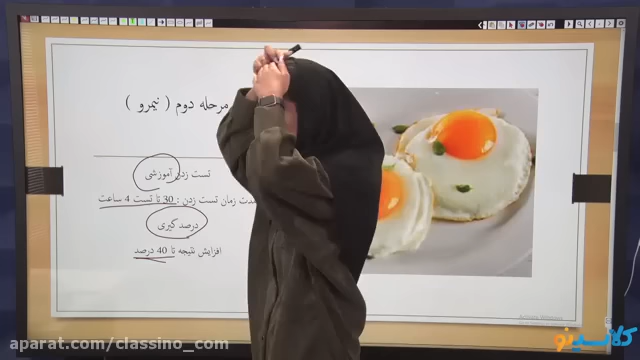 مرحله دوم ( نیمرو )
تست زدن آموزشی
مدت زمان تست زدن : 30 تا تست 4 ساعت
درصد گیری
افزایش نتیجه تا 40 درصد
aparat.com/classino_com
کلاسینو